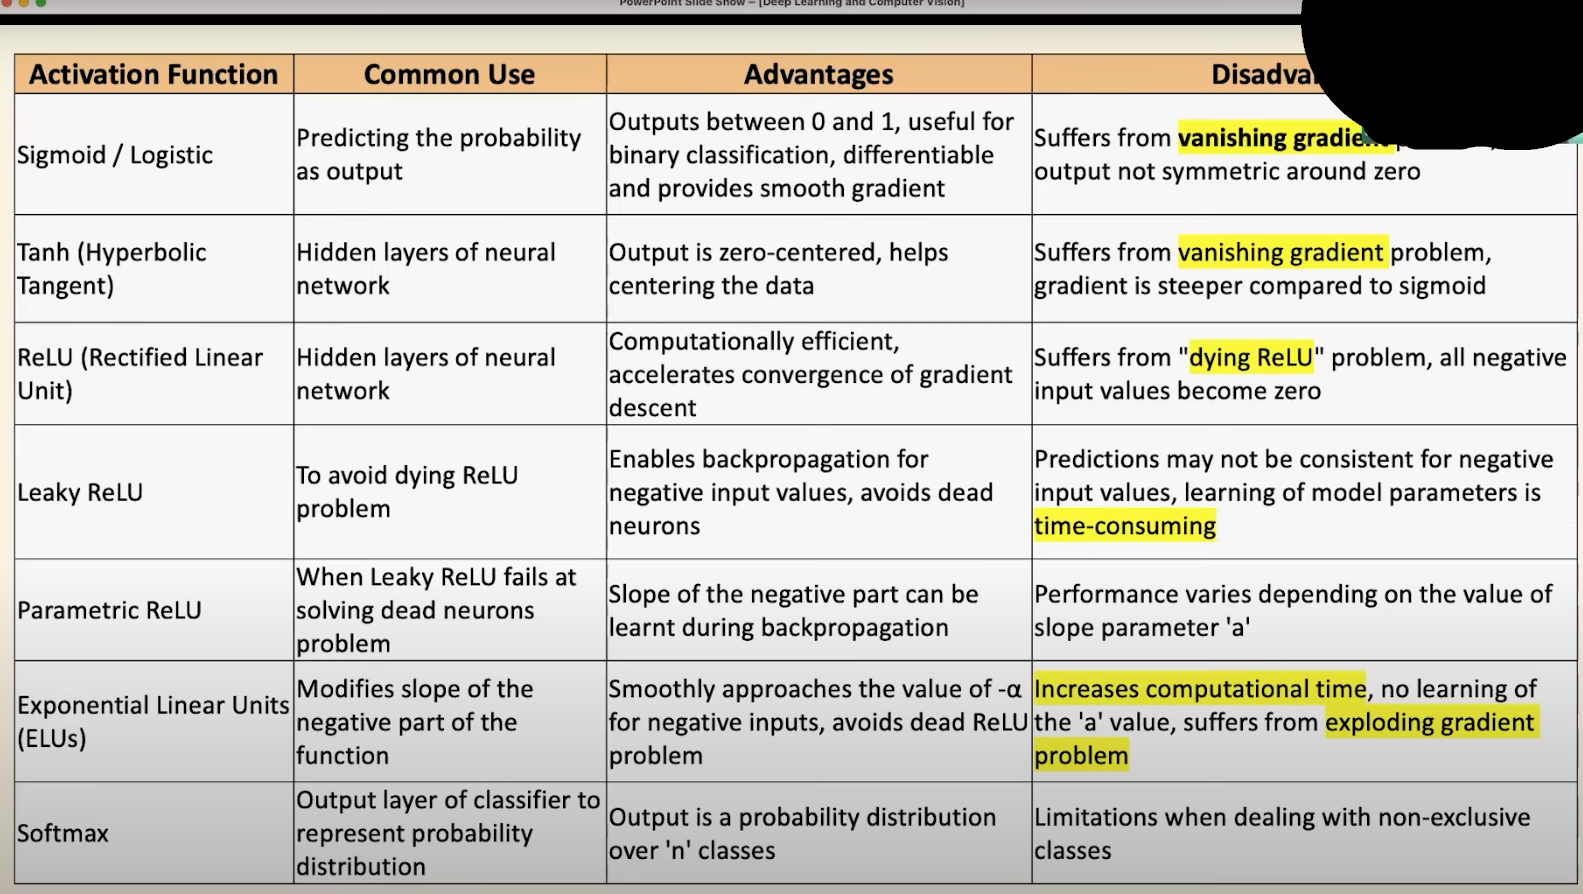 PowerPoint Slide Show – [Deep Learning and Computer Vision]
Activation Function
Common Use
Advantages
Sigmoid / Logistic
Predicting the probability
as output
Outputs between 0 and 1, useful for
binary classification, differentiable
and provides smooth gradient
Suffers from vanishing
output not symmetric around zero
Tanh (Hyperbolic
Tangent)
Hidden layers of neural
network
Output is zero-centered, helps
centering the data
Suffers from vanishing gradient problem,
gradient is steeper compared to sigmoid
ReLU (Rectified Linear
Unit)
Hidden layers of neural
network
Computationally efficient,
accelerates convergence of gradient
descent
Suffers from "dying ReLU" problem, all negative
input values become zero
Leaky ReLU
To avoid dying ReLU
problem
Enables backpropagation for
negative input values, avoids dead
neurons
Predictions may not be consistent for negative
input values, learning of model parameters is
time-consuming
Parametric ReLU
When Leaky ReLU fails at
solving dead neurons
problem
Slope of the negative part can be
learnt during backpropagation
Performance varies depending on the value of
slope parameter 'a'
Exponential Linear Units
(ELUs)
Modifies slope of the
negative part of the
function
Smoothly approaches the value of -α
for negative inputs, avoids dead ReLU
problem
Increases computational time, no learning of
the 'a' value, suffers from exploding gradient
problem
Softmax
Output layer of classifier to
represent probability
distribution
Output is a probability distribution
over 'n' classes
Limitations when dealing with non-exclusive
classes